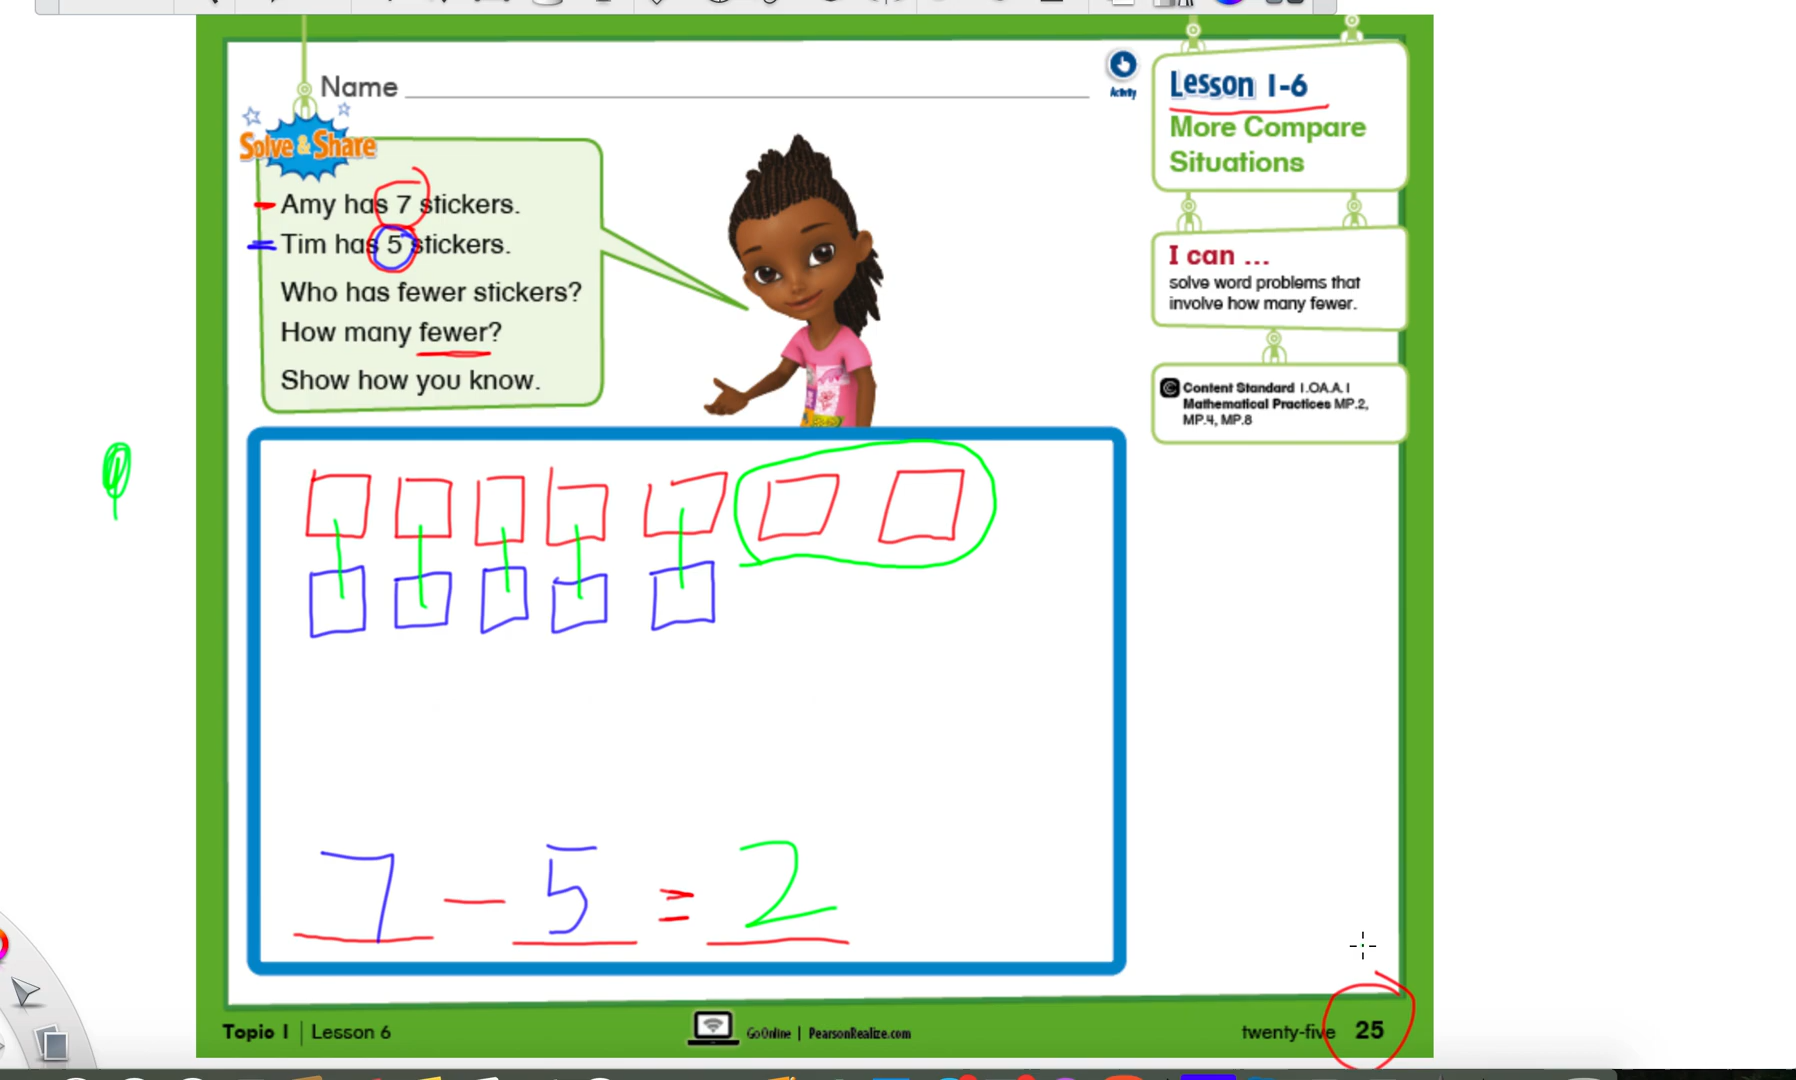 Name
Activity
Lesson 1-6
More Compare
Situations
Solve & Share
Amy has 7 stickers.
Tim has 5 stickers.
Who has fewer stickers?
How many fewer?
Show how you know.
I can ...
solve word problems that
involve how many fewer.
Content Standard 1.OA.A.1
Mathematical Practices MP.2,
MP.4, MP.8
7 - 5 = 2
Topic 1 | Lesson 6
Go Online | PearsonRealize.com
twenty-five 25